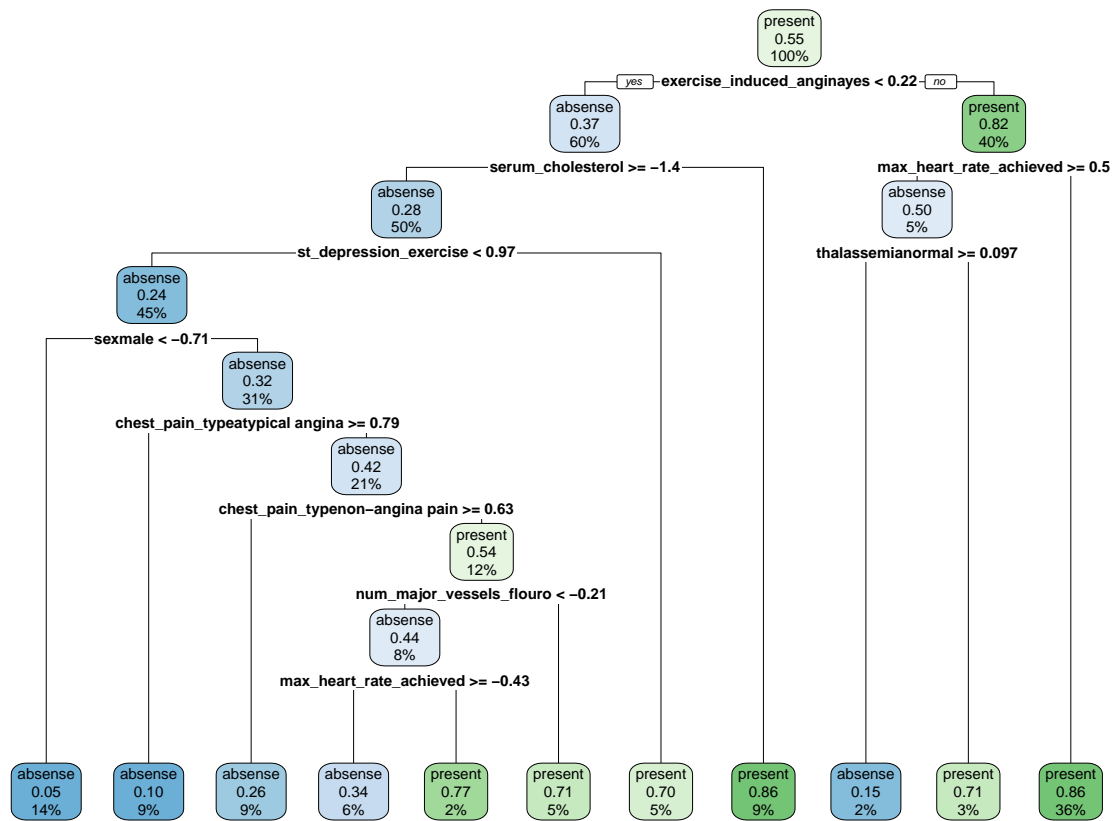 present
0.55
100%
yes exercise_induced_anginayes < 0.22 no
absense
0.37
60%
present
0.82
40%
serum_cholesterol >= −1.4
max_heart_rate_achieved >= 0.5
absense
0.28
50%
absense
0.50
5%
st_depression_exercise < 0.97
thalassemianormal >= 0.097
absense
0.24
45%
sexmale < −0.71
absense
0.32
31%
chest_pain_typeatypical angina >= 0.79
absense
0.42
21%
chest_pain_typenon−angina pain >= 0.63
present
0.54
12%
num_major_vessels_flouro < −0.21
absense
0.44
8%
max_heart_rate_achieved >= −0.43
absense
0.05
14%
absense
0.10
9%
absense
0.26
9%
absense
0.34
6%
present
0.77
2%
present
0.71
5%
present
0.70
5%
present
0.86
9%
absense
0.15
2%
present
0.71
3%
present
0.86
36%